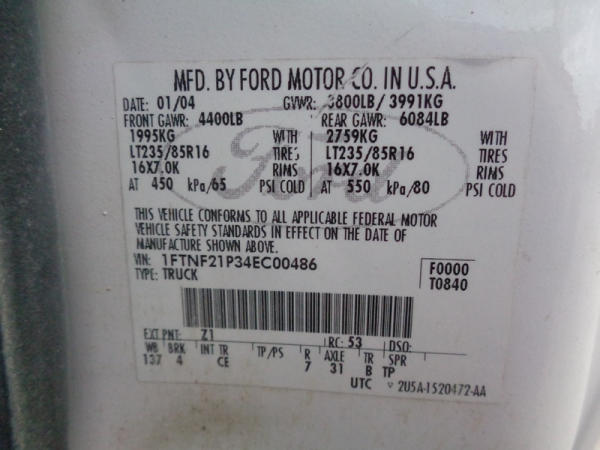 MFD. BY FORD MOTOR CO. IN U.S.A.
DATE: 01/04 GVWR: 8800LB/ 3991KG
FRONT GAWR: 4400LB REAR GAWR: 6084LB
1995KG WITH 2759KG WITH
LT235/85R16 TIRES LT235/85R16 TIRES
16X7.0K RIMS 16X7.0K RIMS
AT 450 kPa/65 PSI COLD AT 550 kPa/80 PSI COLD
Ford
THIS VEHICLE CONFORMS TO ALL APPLICABLE FEDERAL MOTOR
VEHICLE SAFETY STANDARDS IN EFFECT ON THE DATE OF
MANUFACTURE SHOWN ABOVE.
VIN: 1FTNF21P34EC00486 F0000
TYPE: TRUCK T0840
EXT PNT: Z1 RC: 53 DSO:
WB BRK INT TR TP/PS R AXLE TR SPR
137 4 CE 7 31 B TP
UTC 2U5A-1520472-AA